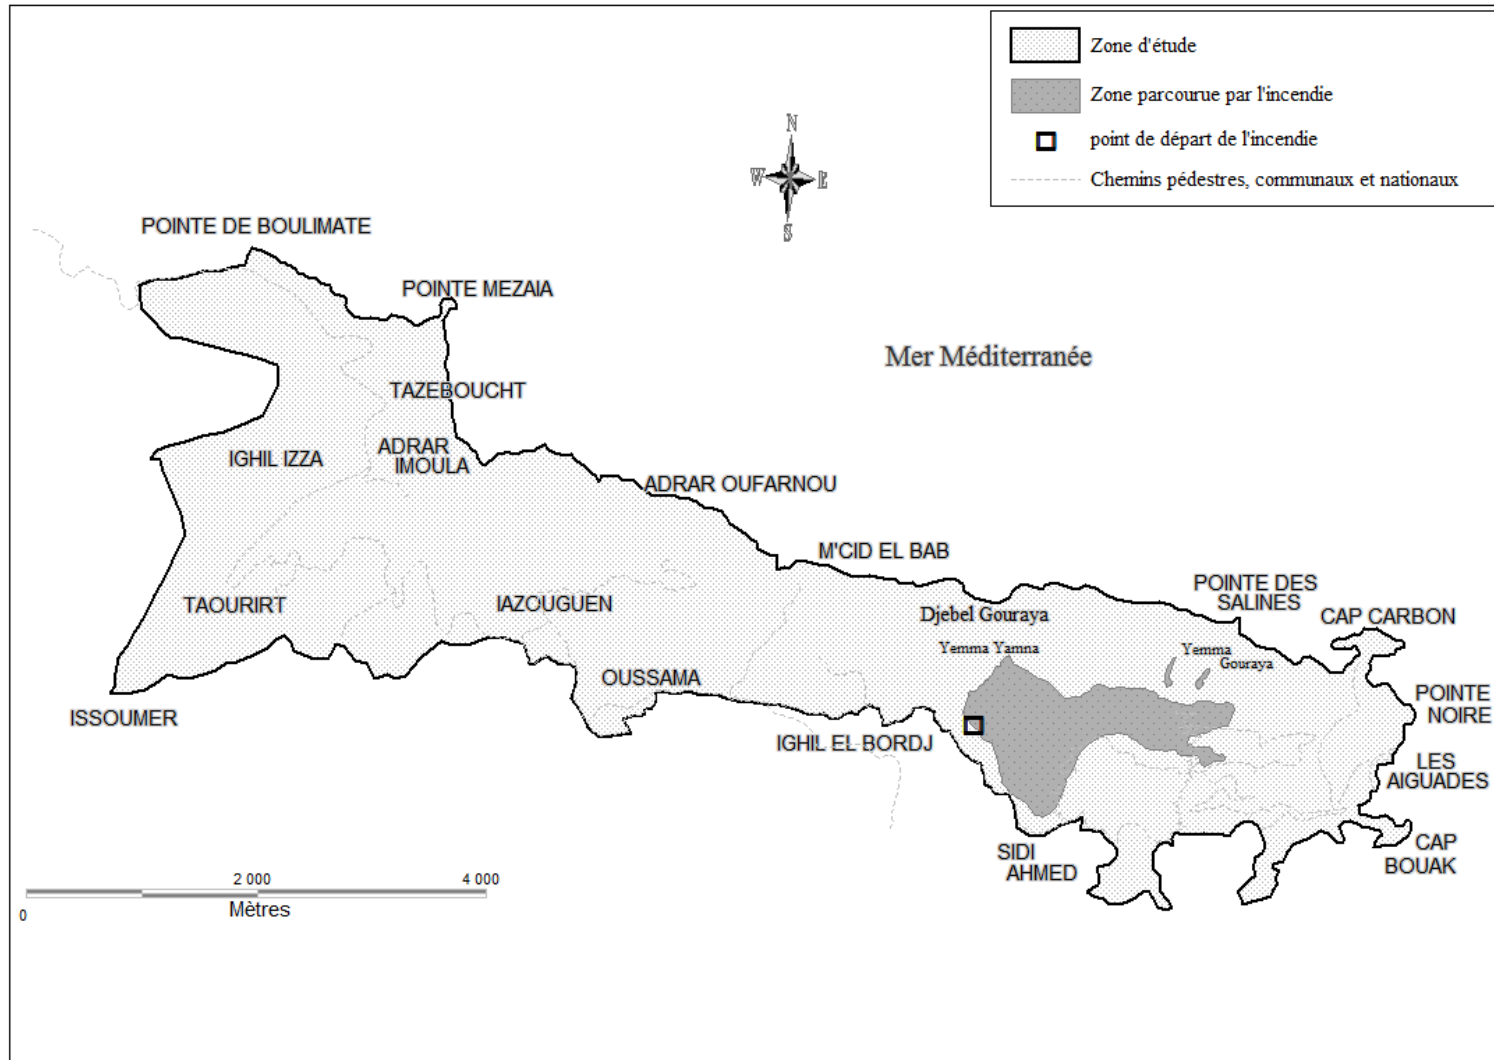 Zone d'étude
Zone parcourue par l'incendie
point de départ de l'incendie
Chemins pédestres, communaux et nationaux
N
W E
S
POINTE DE BOULIMATE
POINTE MEZAIA
Mer Méditerranée
TAZEBOUCHT
ADRAR
IMOULA
IGHIL IZZA
ADRAR OUFARNOU
M'CID EL BAB
POINTE DES
SALINES
CAP CARBON
TAOURIRT
IAZOUGUEN
Djebel Gouraya
Yemma Yamna
Yemma
Gouraya
OUSSAMA
POINTE
NOIRE
ISSOUMER
IGHIL EL BORDJ
LES
AIGUADES
SIDI
AHMED
CAP
BOUAK
2 000
4 000
0
Mètres